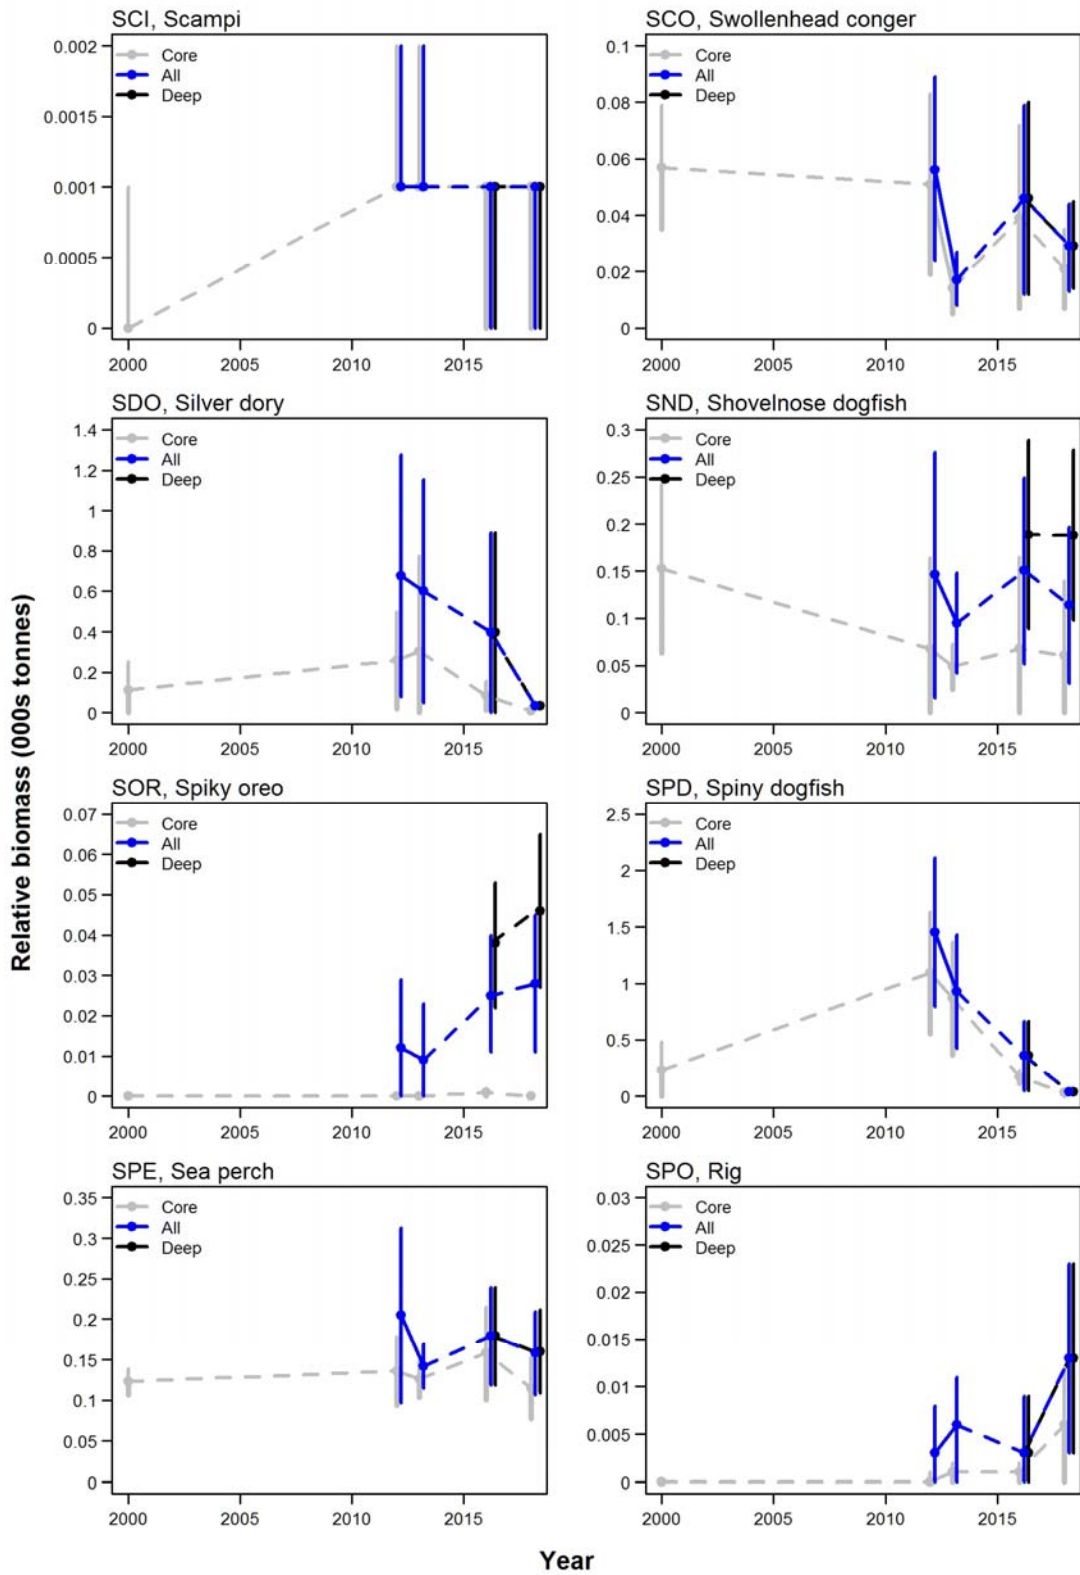 SCI, Scampi
0.002
0.0015
0.001
0.0005
0
Core
All
Deep
2000
2005
2010
2015
SCO, Swollenhead conger
0.1
0.08
0.06
0.04
0.02
0
Core
All
Deep
2000
2005
2010
2015
SDO, Silver dory
1.4
1.2
1
0.8
0.6
0.4
0.2
0
Core
All
Deep
2000
2005
2010
2015
SND, Shovelnose dogfish
0.3
0.25
0.2
0.15
0.1
0.05
0
Core
All
Deep
2000
2005
2010
2015
Relative biomass (000s tonnes)
SOR, Spiky oreo
0.07
0.06
0.05
0.04
0.03
0.02
0.01
0
Core
All
Deep
2000
2005
2010
2015
SPD, Spiny dogfish
2.5
2
1.5
1
0.5
0
Core
All
Deep
2000
2005
2010
2015
SPE, Sea perch
0.35
0.3
0.25
0.2
0.15
0.1
0.05
0
Core
All
Deep
2000
2005
2010
2015
SPO, Rig
0.03
0.025
0.02
0.015
0.01
0.005
0
Core
All
Deep
2000
2005
2010
2015
Year